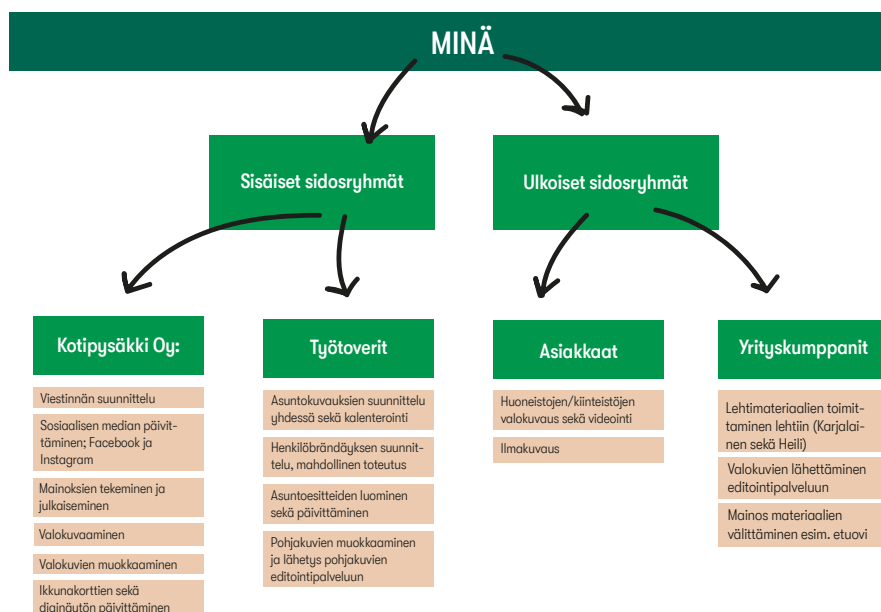 MINÄ
Sisäiset sidosryhmät
Ulkoiset sidosryhmät
Kotipysäkki Oy:
Viestinnän suunnittelu
Sosiaalisen median päivit-
täminen; Facebook ja
Instagram
Mainoksien tekeminen ja
julkaiseminen
Valokuvaaminen
Valokuvien muokkaaminen
Ikkunakorttien sekä
diginäytön päivittäminen
Työtoverit
Asuntokuvauksien suunnittelu
yhdessä sekä kalenterointi
Henkilöbrändäyksen suunnit-
telu, mahdollinen toteutus
Asuntoesitteiden luominen
sekä päivittäminen
Pohjakuvien muokkaaminen
ja lähetys pohjakuvien
editointipalveluun
Asiakkaat
Huoneistojen/kiinteistöjen
valokuvaus sekä videointi
Ilmakuvaus
Yrityskumppanit
Lehtimateriaalien toimit-
taminen lehtiin (Karjalai-
nen sekä Heili)
Valokuvien lähettäminen
editointipalveluun
Mainos materiaalien
välittäminen esim. etuovi